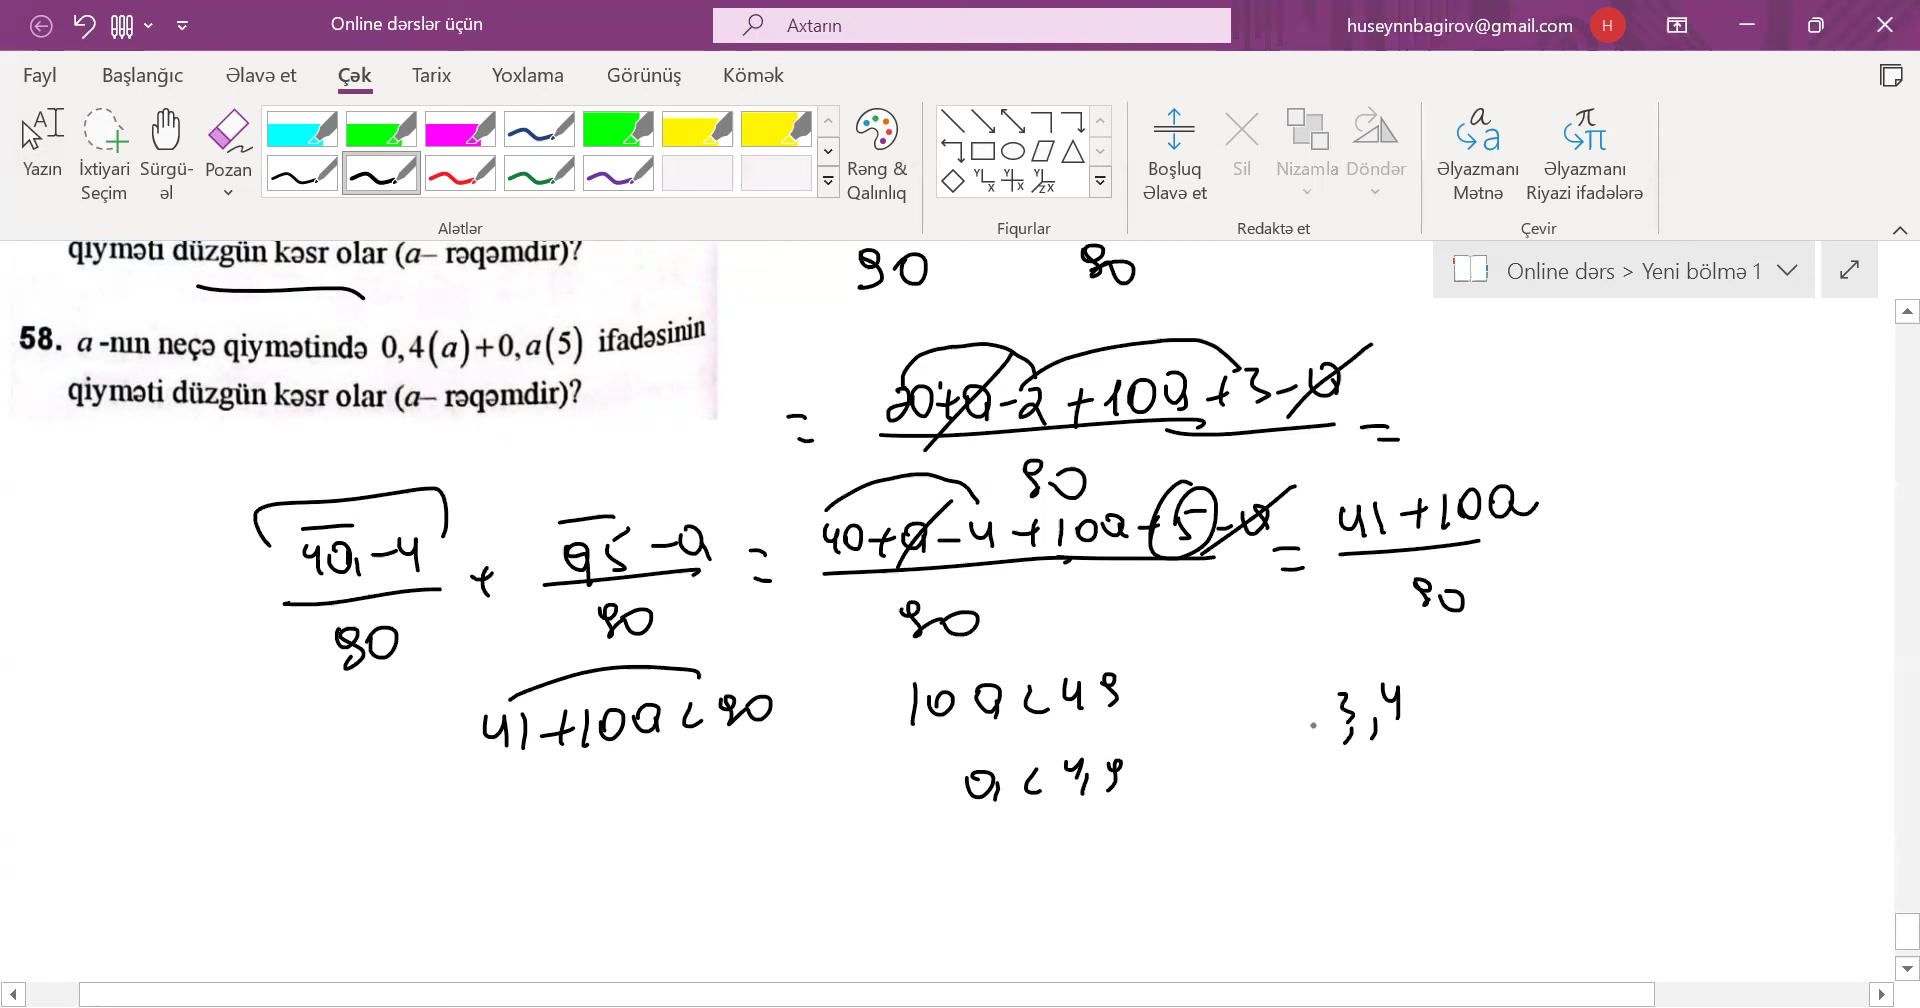 Online dərslər üçün
Axtarın
huseynnbagirov@gmail.com
H
Fayl
Başlanğıc
Əlavə et
Çək
Tarix
Yoxlama
Görünüş
Kömək
Yazın
İxtiyari Seçim
Sürgü-əl
Pozan
Rəng & Qalınlıq
Boşluq Əlavə et
Sil
Nizamla
Döndər
Əlyazmanı Mətnə
Əlyazmanı Riyazi ifadələrə
Alətlər
Fiqurlar
Redaktə et
Çevir
Online dərs > Yeni bölmə 1
qiyməti düzgün kəsr olar (a– rəqəmdir)?
90 90
58. a-nın neçə qiymətində 0,4(a)+0,a(5) ifadəsinin
qiyməti düzgün kəsr olar (a– rəqəmdir)?
= 20+a-2+10a+3-a =
90
4a-4 + a5-a = 40+a-4+10a+5-a = 41+10a
90 90 90 90
41+10a<90 10a<49 3,4
a<4,9